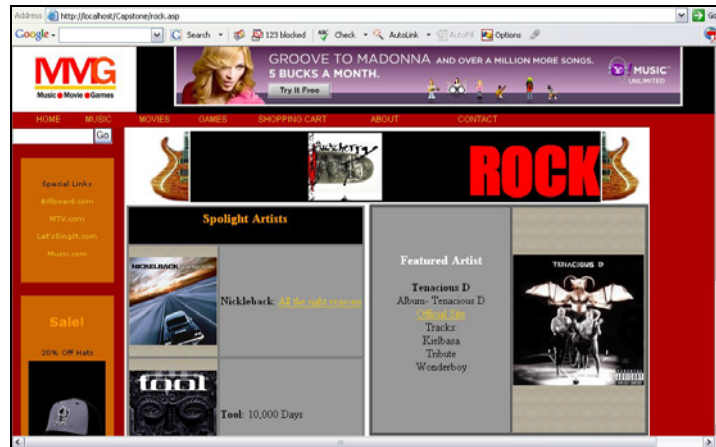 Address http://localhost/Capstone/rock.asp Go
Google Search 123 blocked Check AutoLink AutoFill Options
MMG
Music Movie Games
GROOVE TO MADONNA AND OVER A MILLION MORE SONGS.
5 BUCKS A MONTH.
Try It Free
Y! MUSIC
UNLIMITED
HOME MUSIC MOVIES GAMES SHOPPING CART ABOUT CONTACT
Go
Buckcherry
ROCK
Special Links
Billboard.com
MTV.com
Let'sSingIt.com
Music.com
Sale!
20% Off Hats
Spolight Artists
NICKELBACK
Nickleback: All the right reasons
tool
Tool: 10,000 Days
Featured Artist
Tenacious D
Album- Tenacious D
Official Site
Tracks:
Kielbasa
Tribute
Wonderboy
TENACIOUS D